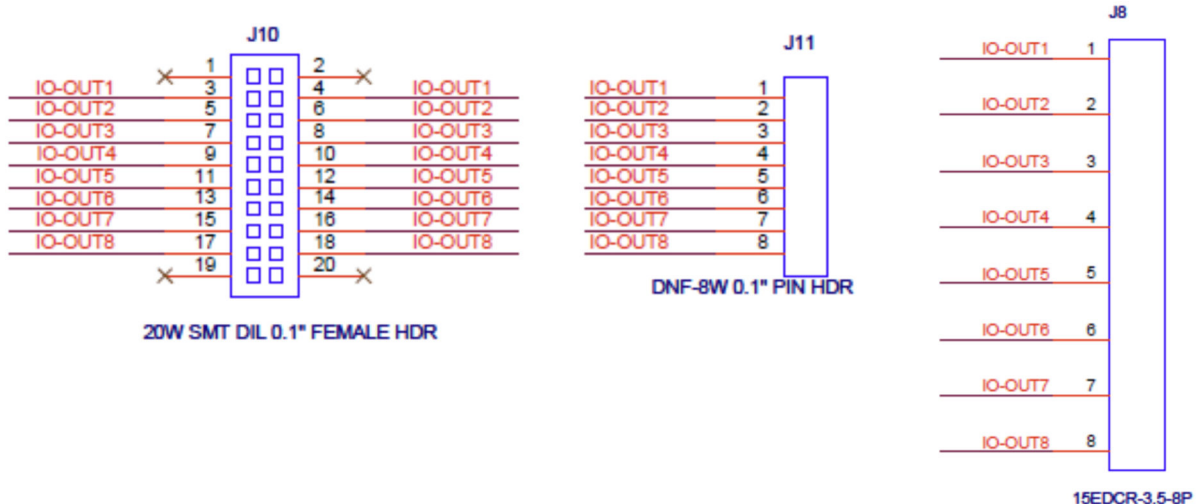 J10
1 2
IO-OUT1 3 4 IO-OUT1
IO-OUT2 5 6 IO-OUT2
IO-OUT3 7 8 IO-OUT3
IO-OUT4 9 10 IO-OUT4
IO-OUT5 11 12 IO-OUT5
IO-OUT6 13 14 IO-OUT6
IO-OUT7 15 16 IO-OUT7
IO-OUT8 17 18 IO-OUT8
19 20
20W SMT DIL 0.1" FEMALE HDR
J11
IO-OUT1 1
IO-OUT2 2
IO-OUT3 3
IO-OUT4 4
IO-OUT5 5
IO-OUT6 6
IO-OUT7 7
IO-OUT8 8
DNF-8W 0.1" PIN HDR
J8
IO-OUT1 1
IO-OUT2 2
IO-OUT3 3
IO-OUT4 4
IO-OUT5 5
IO-OUT6 6
IO-OUT7 7
IO-OUT8 8
15EDCR-3.5-8P